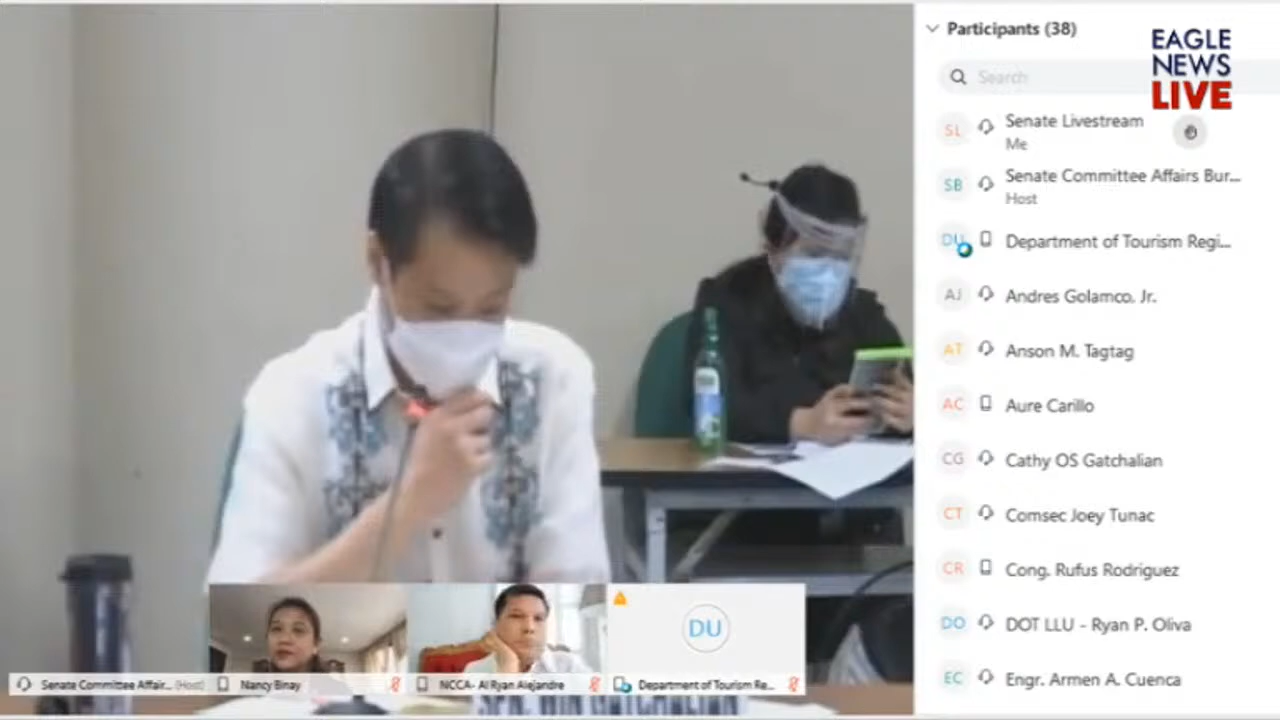 Participants (38)
EAGLE
NEWS
LIVE
Search
SL
Senate Livestream
Me
SB
Senate Committee Affairs Bur...
Host
DU
Department of Tourism Regi...
AJ
Andres Golamco, Jr.
AT
Anson M. Tagtag
AC
Aure Carillo
CG
Cathy OS Gatchalian
CT
Comsec Joey Tunac
CR
Cong. Rufus Rodriguez
DO
DOT LLU - Ryan P. Oliva
EC
Engr. Armen A. Cuenca
DU
Senate Committee Affair... (Host)
Nancy Binay
NCCA- Al Ryan Alejandre
Department of Tourism Re...
SEN. WIN GATCHALIAN